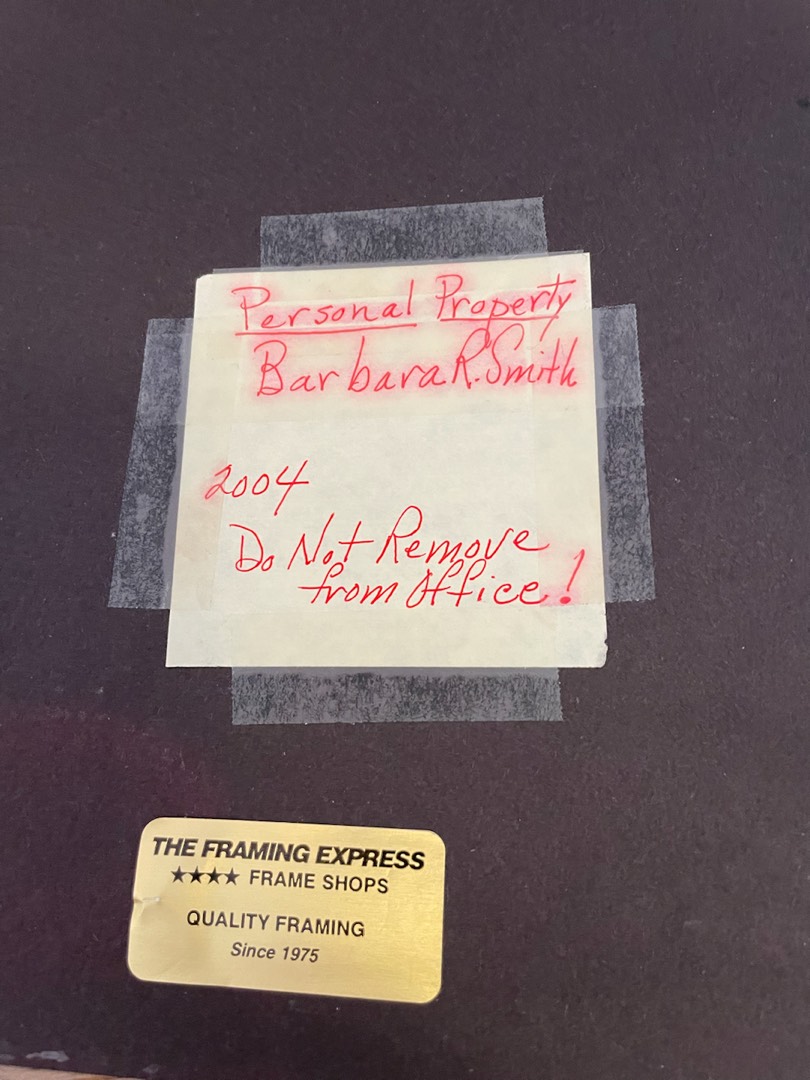 Personal Property
Barbara R. Smith
2004
Do Not Remove
from Office!
THE FRAMING EXPRESS
★★★★ FRAME SHOPS
QUALITY FRAMING
Since 1975